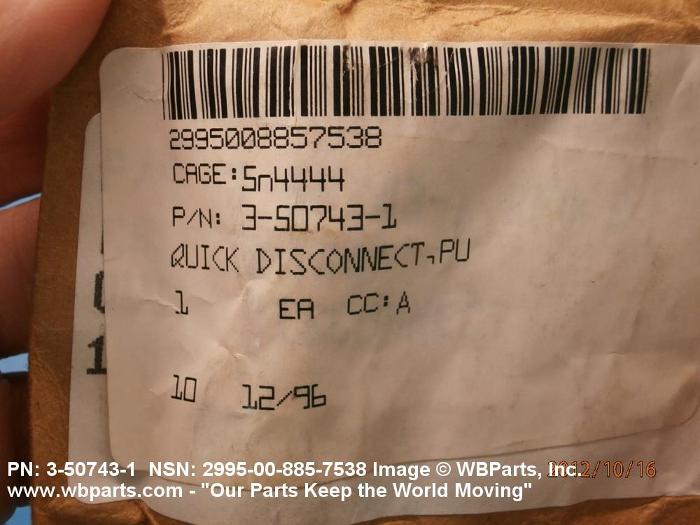 2995008857538
CAGE:Sn4444
P/N: 3-50743-1
QUICK DISCONNECT,PU
1 EA CC:A
10 12/96
PN: 3-50743-1 NSN: 2995-00-885-7538 Image © WBParts, Inc.
2012/10/16
www.wbparts.com - "Our Parts Keep the World Moving"